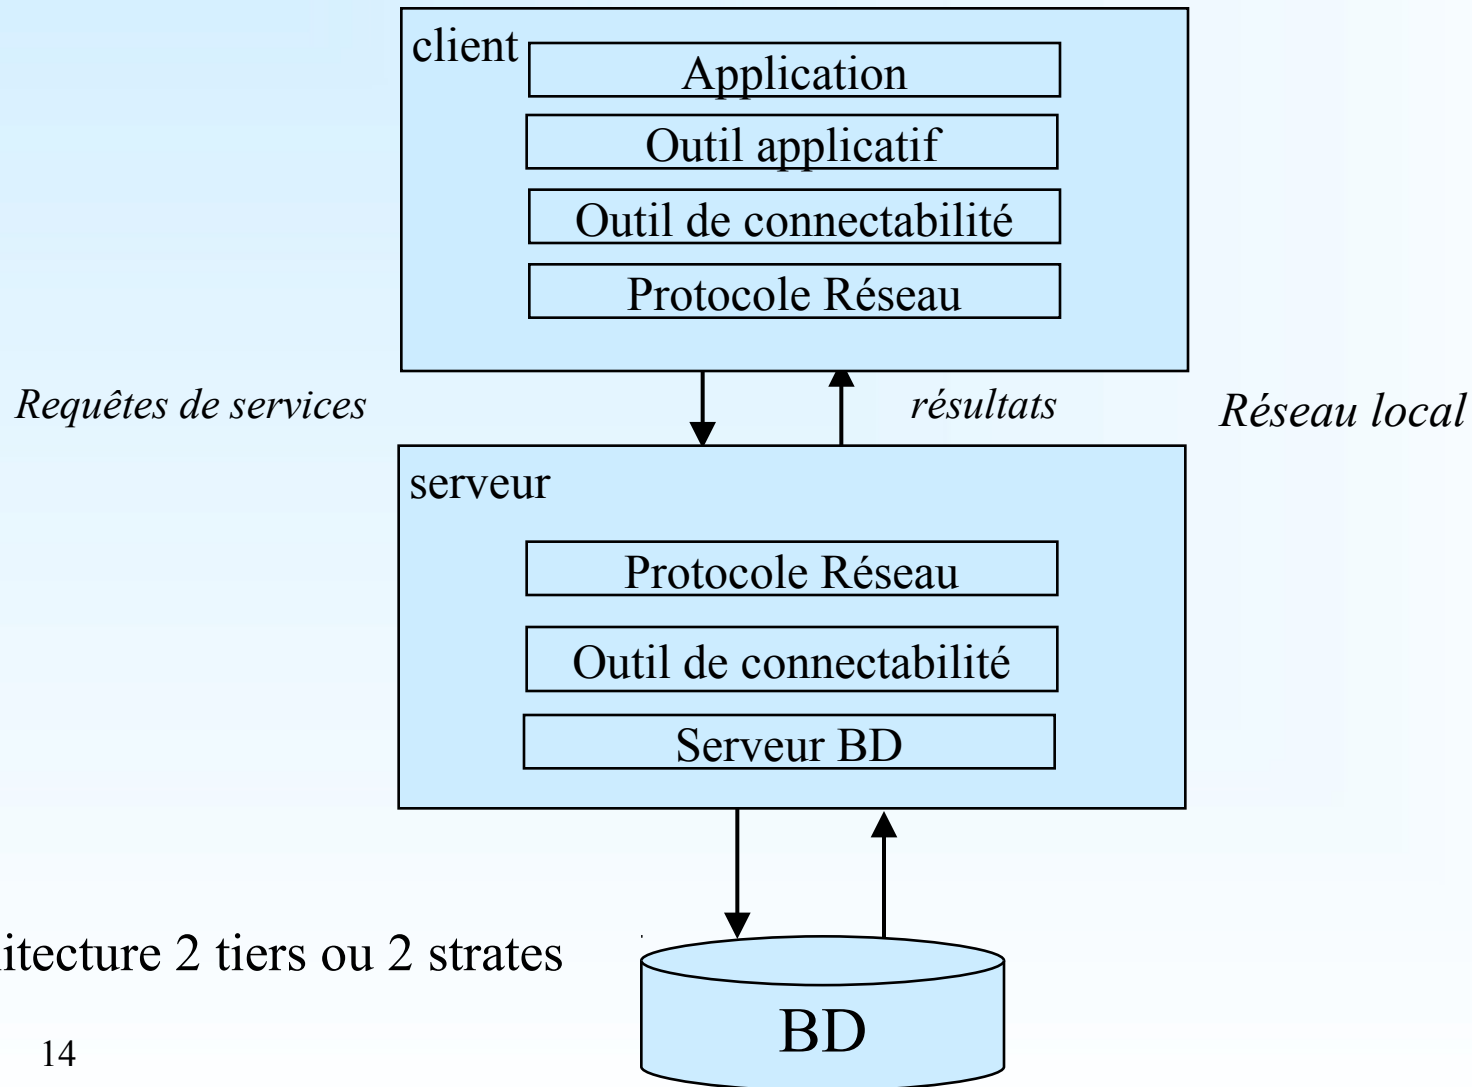 client
Application
Outil applicatif
Outil de connectabilité
Protocole Réseau
Requêtes de services
résultats
Réseau local
serveur
Protocole Réseau
Outil de connectabilité
Serveur BD
itecture 2 tiers ou 2 strates
BD
14